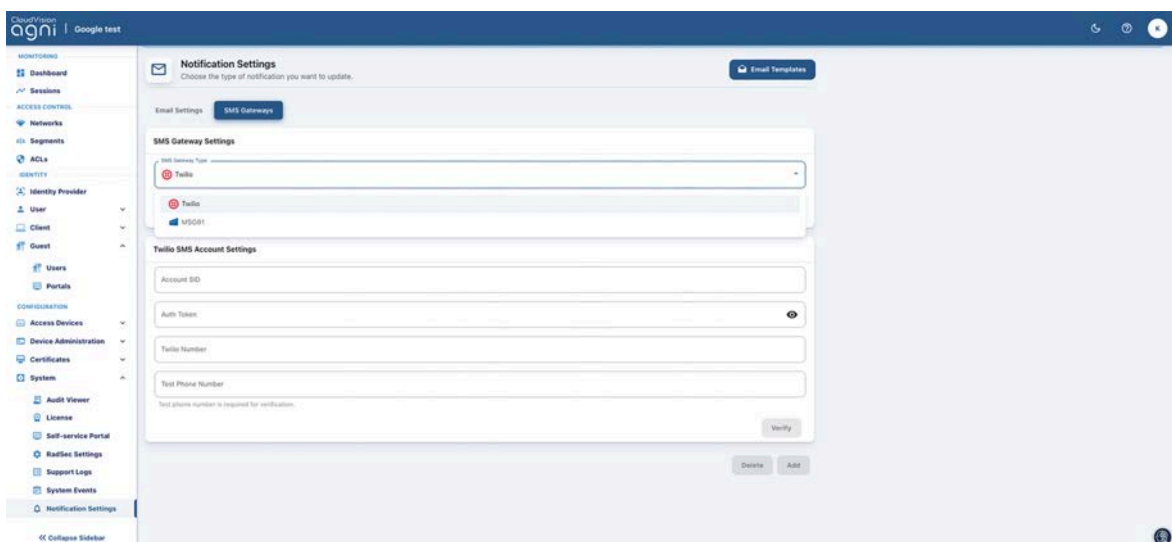 CloudVision
agni | Google test
K
MONITORING
Dashboard
Sessions
ACCESS CONTROL
Networks
Segments
ACLs
IDENTITY
Identity Provider
User
Client
Guest
Users
Portals
CONFIGURATION
Access Devices
Device Administration
Certificates
System
Audit Viewer
License
Self-service Portal
RadSec Settings
Support Logs
System Events
Notification Settings
Collapse Sidebar
Notification Settings
Choose the type of notification you want to update.
Email Templates
Email Settings
SMS Gateways
SMS Gateway Settings
SMS Gateway Type
Twilio
Twilio
MSG91
Twilio SMS Account Settings
Account SID
Auth Token
Twilio Number
Test Phone Number
Test phone number is required for verification.
Verify
Delete
Add